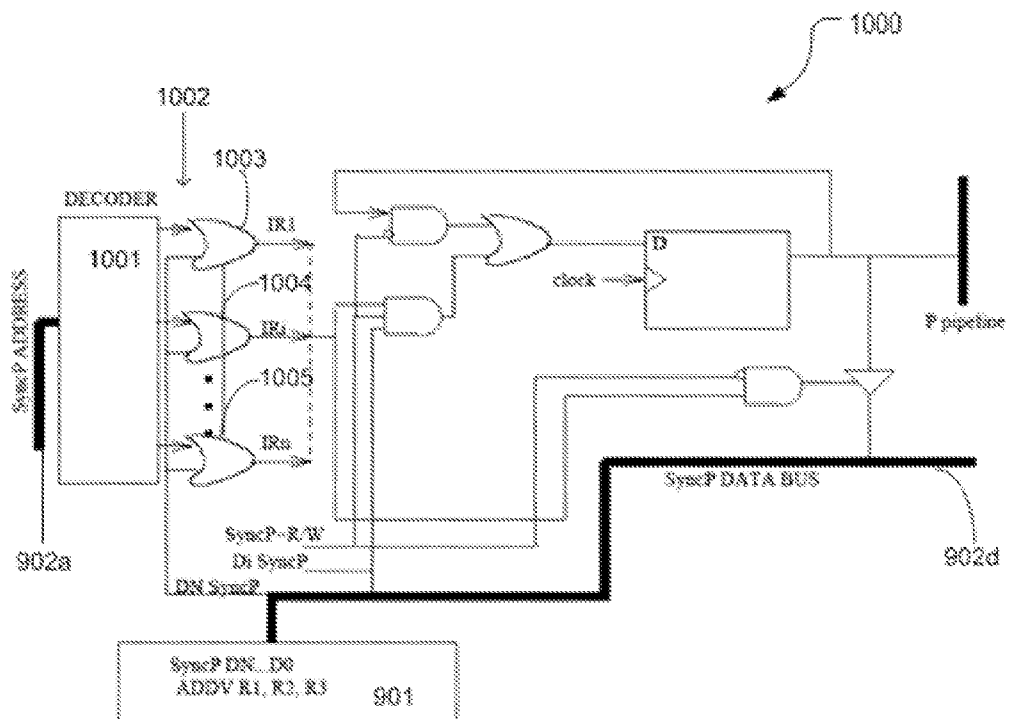 1000
1002
1003
DECODER
IR1
1001
D
1004
clock
SyncP ADDRESS
IRi
P pipeline
1005
IRn
SyncP DATA BUS
902a
SyncP~R/W
902d
Di SyncP
DN SyncP
SyncP DN...D0
ADDV R1, R2, R3
901